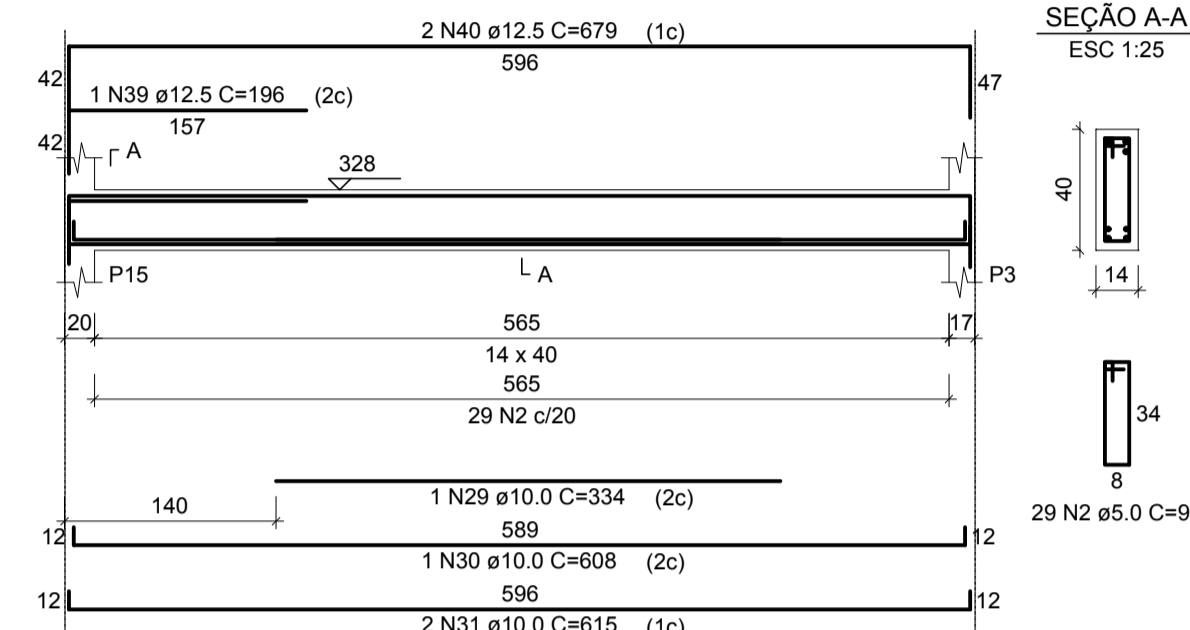 2 N40 ø12.5 C=679 (1c)
596
42
47
1 N39 ø12.5 C=196 (2c)
157
42
A
328
P15
A
P3
20
565
17
14 x 40
565
29 N2 c/20
1 N29 ø10.0 C=334 (2c)
140
589
12
12
1 N30 ø10.0 C=608 (2c)
596
12
12
2 N31 ø10.0 C=615 (1c)
SEÇÃO A-A
ESC 1:25
40
14
34
8
29 N2 ø5.0 C=9